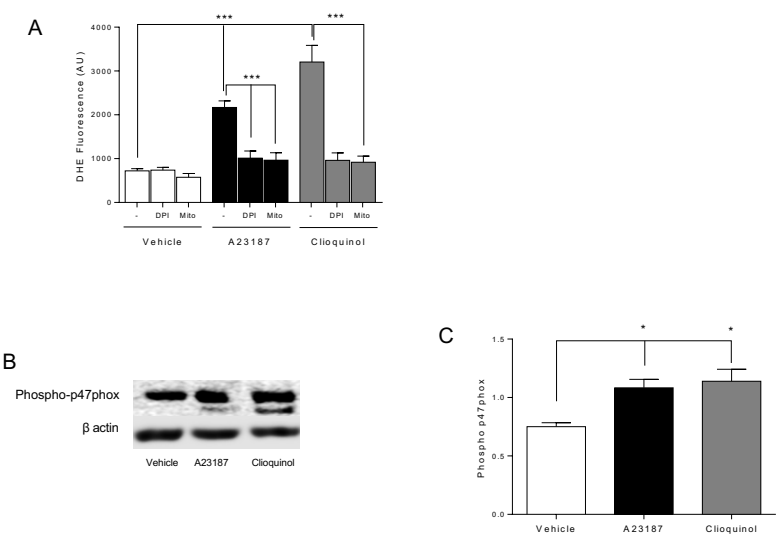 A
DHE Fluorescence (AU)
4000
3000
2000
1000
0
***
***
***
- DPI Mito - DPI Mito - DPI Mito
Vehicle A23187 Clioquinol
B
Phospho-p47phox
β actin
Vehicle A23187 Clioquinol
C
Phospho p47phox
1.5
1.0
0.5
0.0
* *
Vehicle A23187 Clioquinol